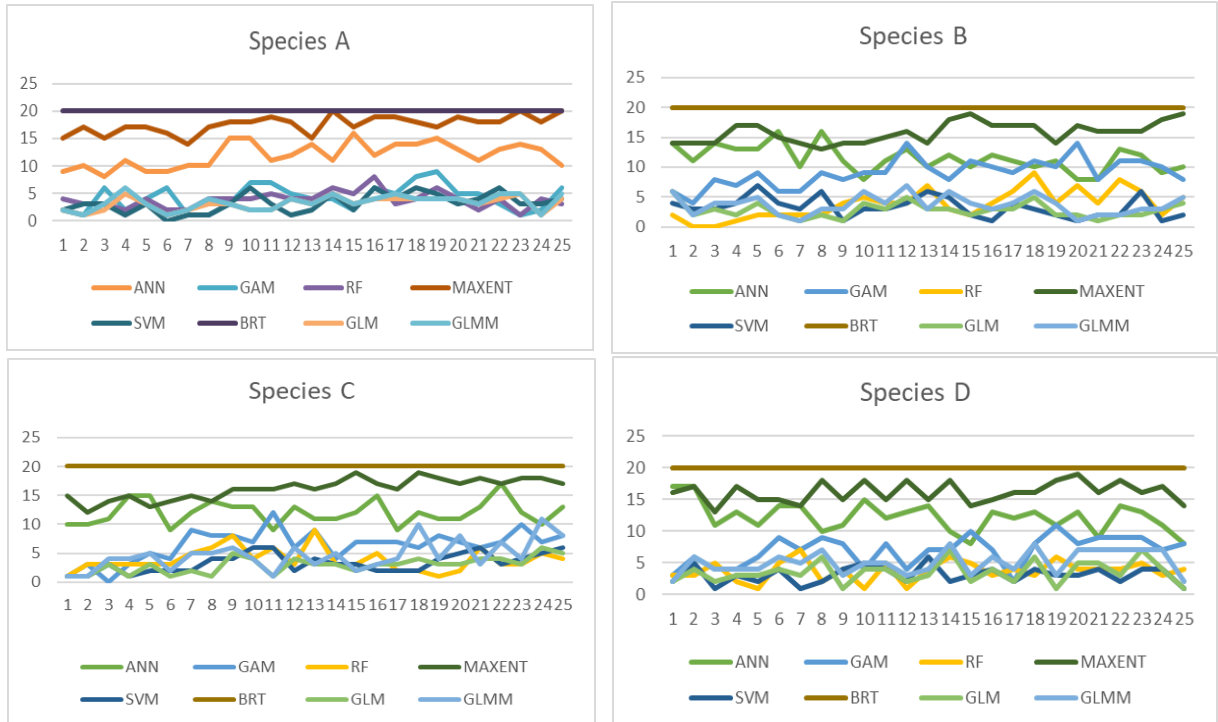 Species A
25
20
15
10
5
0
1 2 3 4 5 6 7 8 9 10 11 12 13 14 15 16 17 18 19 20 21 22 23 24 25
ANN GAM RF MAXENT
SVM BRT GLM GLMM
Species B
25
20
15
10
5
0
1 2 3 4 5 6 7 8 9 10 11 12 13 14 15 16 17 18 19 20 21 22 23 24 25
ANN GAM RF MAXENT
SVM BRT GLM GLMM
Species C
25
20
15
10
5
0
1 2 3 4 5 6 7 8 9 10 11 12 13 14 15 16 17 18 19 20 21 22 23 24 25
ANN GAM RF MAXENT
SVM BRT GLM GLMM
Species D
25
20
15
10
5
0
1 2 3 4 5 6 7 8 9 10 11 12 13 14 15 16 17 18 19 20 21 22 23 24 25
ANN GAM RF MAXENT
SVM BRT GLM GLMM